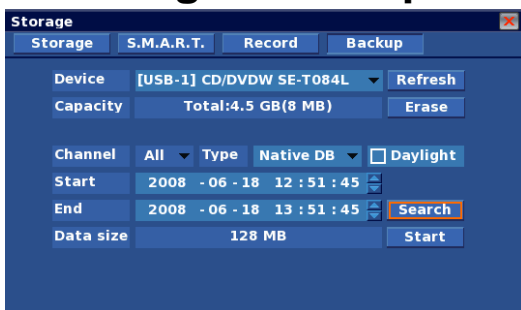 Storage
Storage S.M.A.R.T. Record Backup
Device [USB-1] CD/DVDW SE-T084L Refresh
Capacity Total:4.5 GB(8 MB) Erase
Channel All Type Native DB Daylight
Start 2008 - 06 - 18 12 : 51 : 45
End 2008 - 06 - 18 13 : 51 : 45 Search
Data size 128 MB Start